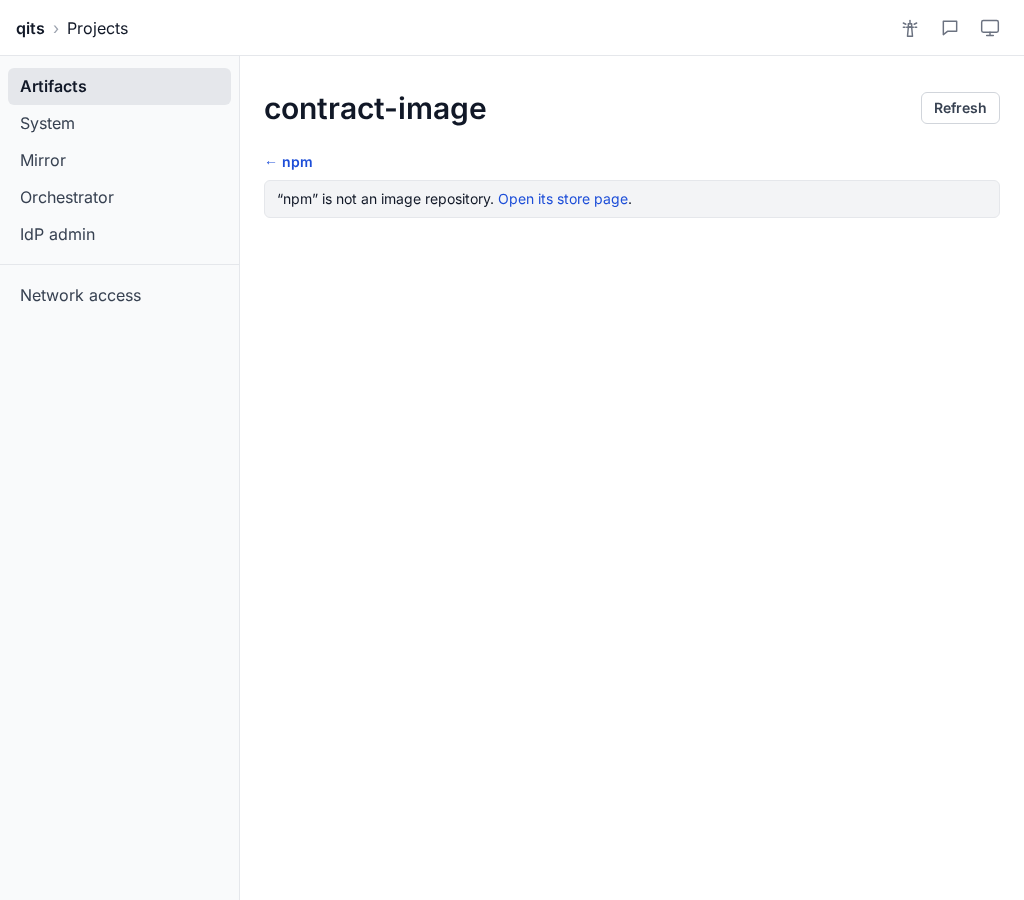 qits › Projects
Artifacts
System
Mirror
Orchestrator
IdP admin
Network access
contract-image
Refresh
← npm
“npm” is not an image repository. Open its store page.